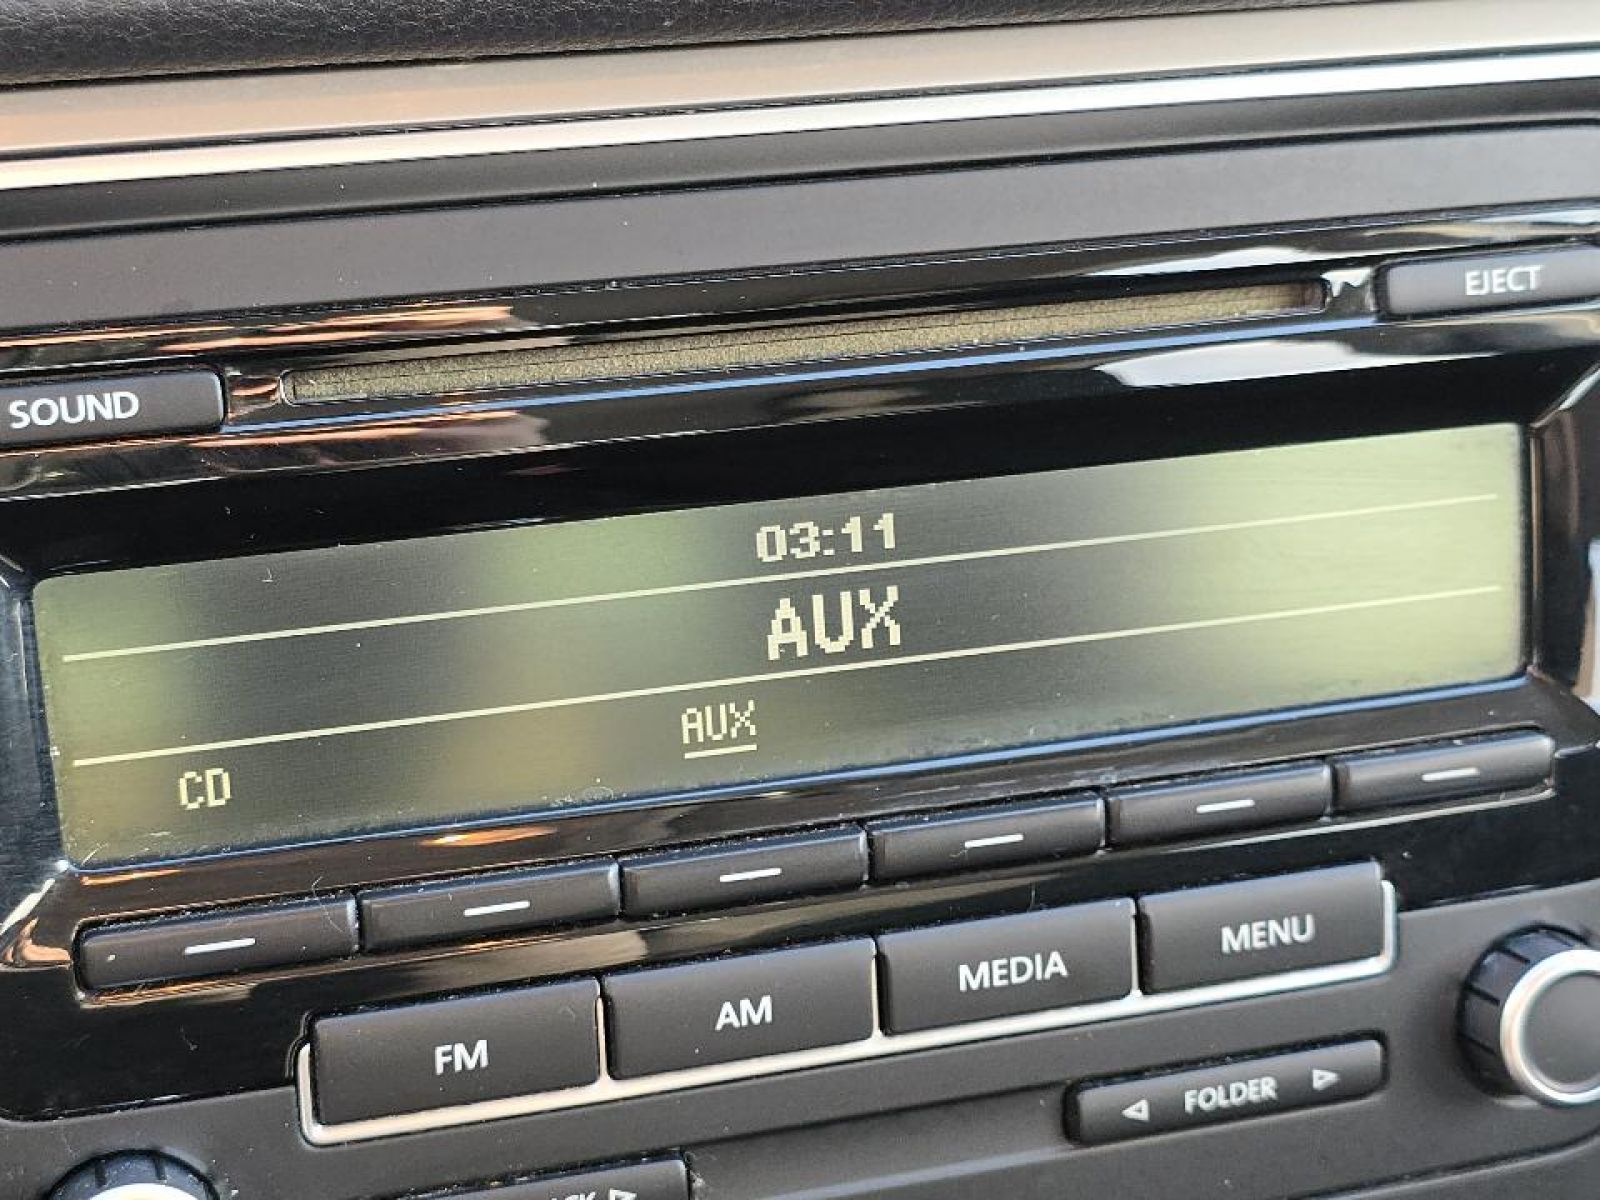 EJECT
SOUND
03:11
AUX
AUX
CD
MENU
MEDIA
AM
FM
FOLDER